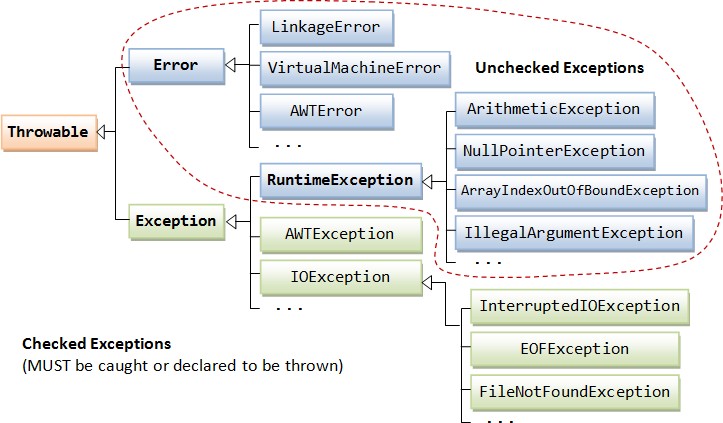 LinkageError
Error
VirtualMachineError
Unchecked Exceptions
AWTError
ArithmeticException
Throwable
...
NullPointerException
RuntimeException
ArrayIndexOutOfBoundException
Exception
AWTException
IllegalArgumentException
...
IOException
...
InterruptedIOException
Checked Exceptions
(MUST be caught or declared to be thrown)
EOFException
FileNotFoundException
...